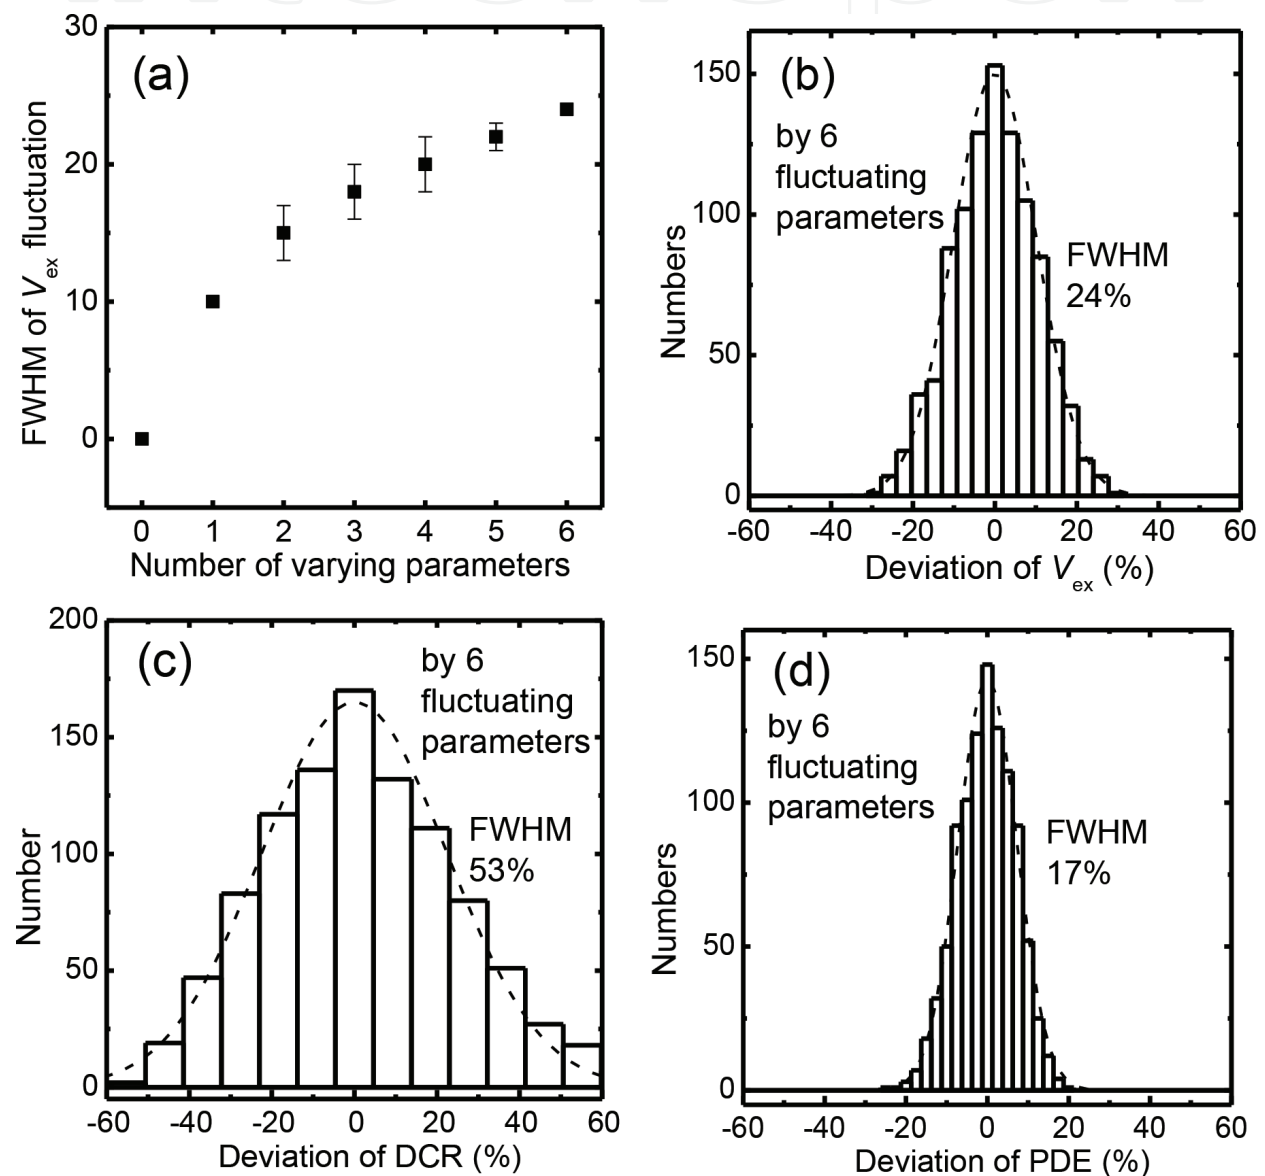 30
(a)
20
10
0
FWHM of Vex fluctuation
0 1 2 3 4 5 6
Number of varying parameters
(b)
150
by 6
fluctuating
parameters
100
FWHM
24%
50
0
Numbers
-60 -40 -20 0 20 40 60
Deviation of Vex (%)
200
(c)
by 6
fluctuating
parameters
150
FWHM
53%
100
50
0
Number
-60 -40 -20 0 20 40 60
Deviation of DCR (%)
150
(d)
by 6
fluctuating
parameters
100
FWHM
17%
50
0
Numbers
-60 -40 -20 0 20 40 60
Deviation of PDE (%)